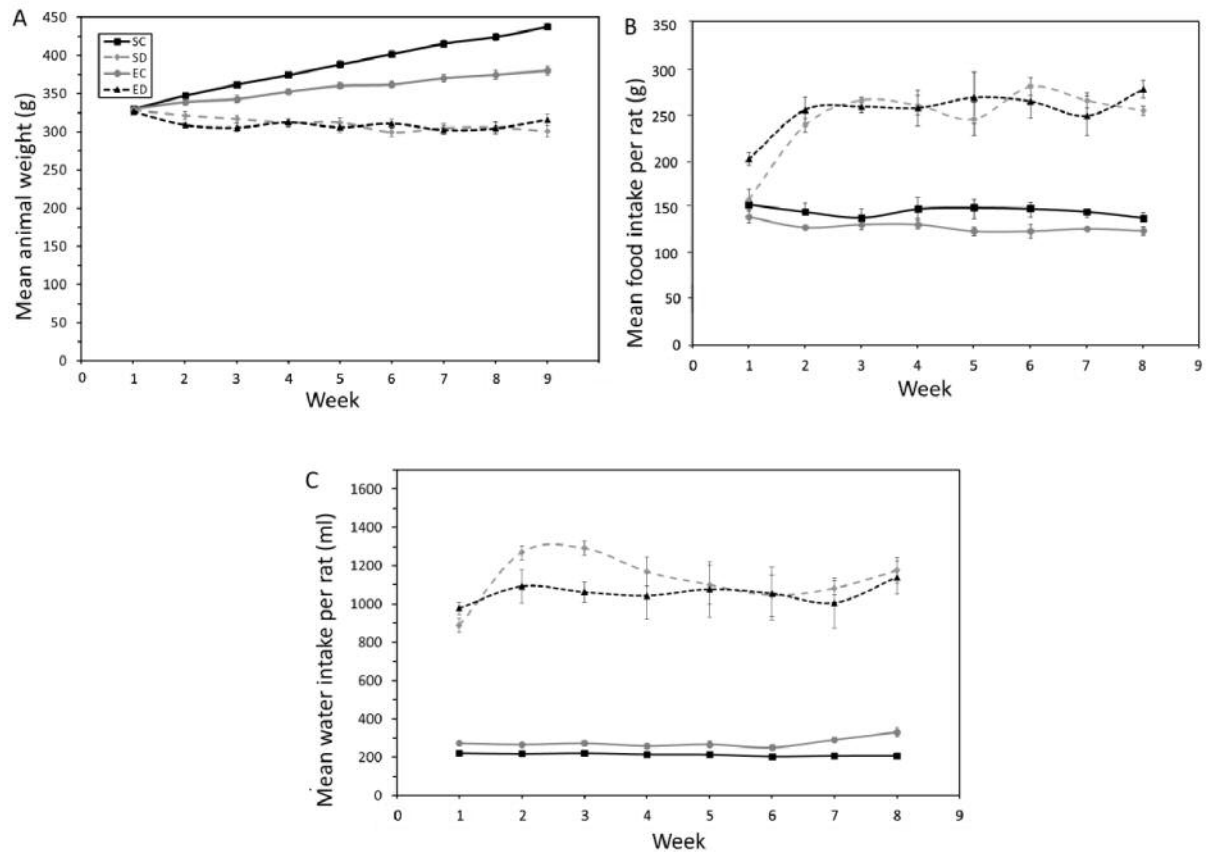 A
450
400
350
300
250
200
150
100
50
0
SC
SD
EC
ED
Mean animal weight (g)
0 1 2 3 4 5 6 7 8 9
Week
B
350
300
250
200
150
100
50
0
Mean food intake per rat (g)
0 1 2 3 4 5 6 7 8 9
Week
C
1600
1400
1200
1000
800
600
400
200
0
Mean water intake per rat (ml)
0 1 2 3 4 5 6 7 8 9
Week